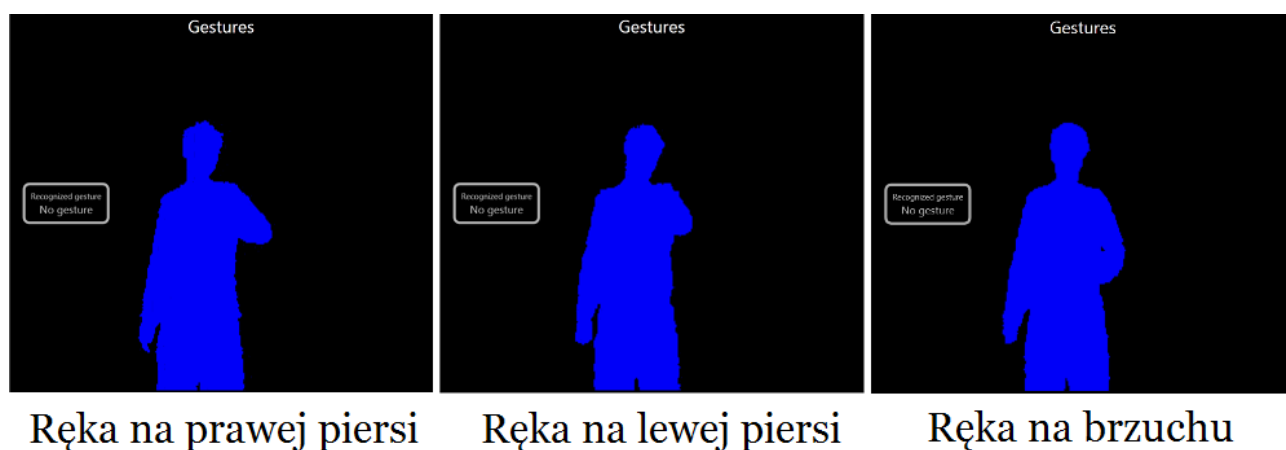 Gestures
Recognized gesture
No gesture
Gestures
Recognized gesture
No gesture
Gestures
Recognized gesture
No gesture
Ręka na prawej piersi
Ręka na lewej piersi
Ręka na brzuchu